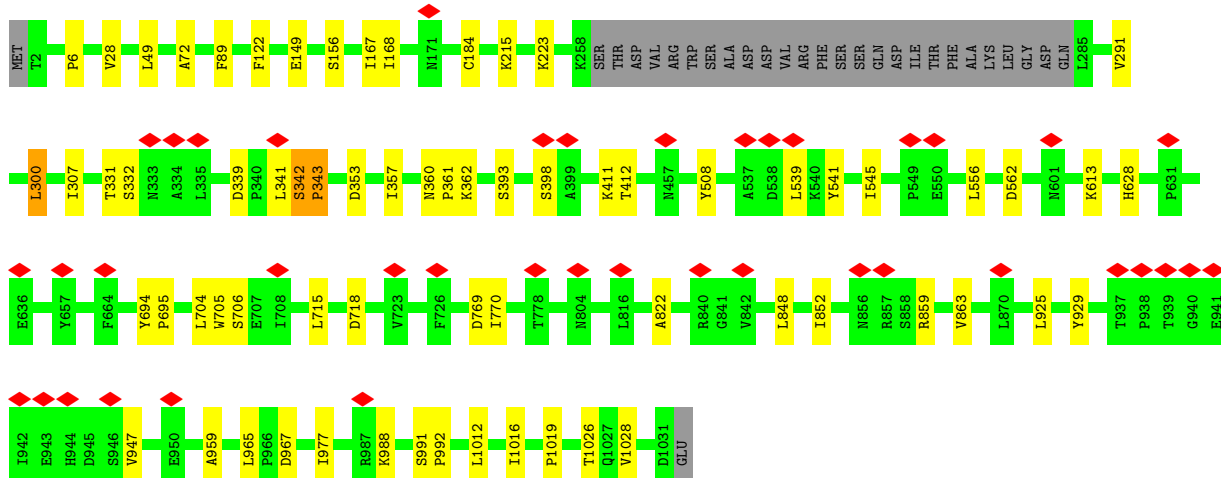 MET T2 P6 V28 L49 A72 F89 F122 E149 S156 I167 I168 N171 C184 K215 K223 K258 SER THR ASP VAL ARG TRP SER ALA ASP ASP VAL ARG PHE SER SER GLN ASP ILE THR PHE ALA LYS LEU GLY ASP GLN L285 V291
L300 I307 T331 S332 N333 A334 L335 D339 P340 L341 S342 P343 D353 I357 N360 P361 K362 S393 S398 A399 K411 T412 N457 Y508 A537 D538 L539 K540 Y541 I545 P549 E550 L556 D562 N601 K613 H628 P631
E636 Y657 F664 Y694 P695 L704 W705 S706 E707 I708 L715 D718 V723 F726 D769 I770 T778 N804 L816 A822 R840 G841 V842 L848 I852 N856 R857 S858 R859 V863 L870 L925 Y929 T937 P938 T939 G940 E941
I942 E943 H944 D945 S946 V947 E950 A959 L965 P966 D967 I977 R987 K988 S991 P992 L1012 I1016 P1019 T1026 Q1027 V1028 D1031 GLU